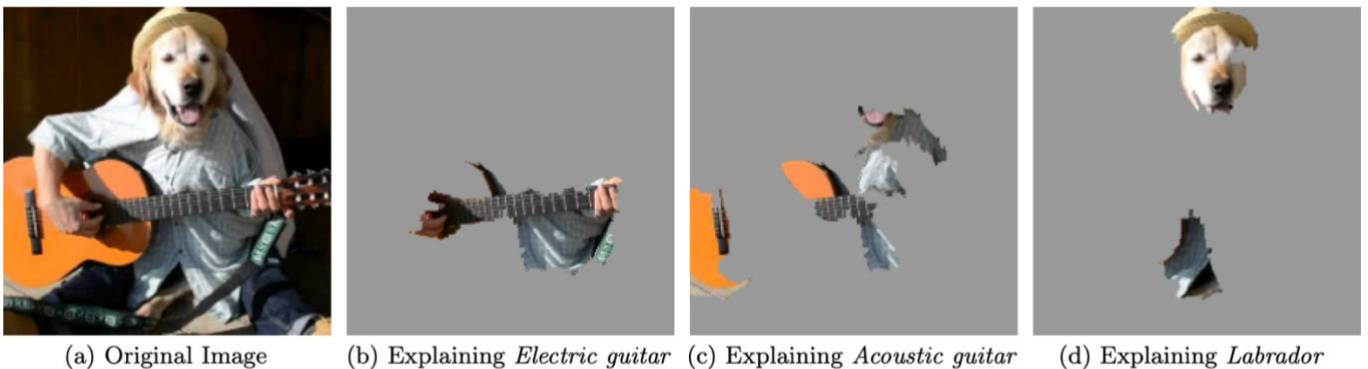 (a) Original Image
(b) Explaining Electric guitar
(c) Explaining Acoustic guitar
(d) Explaining Labrador